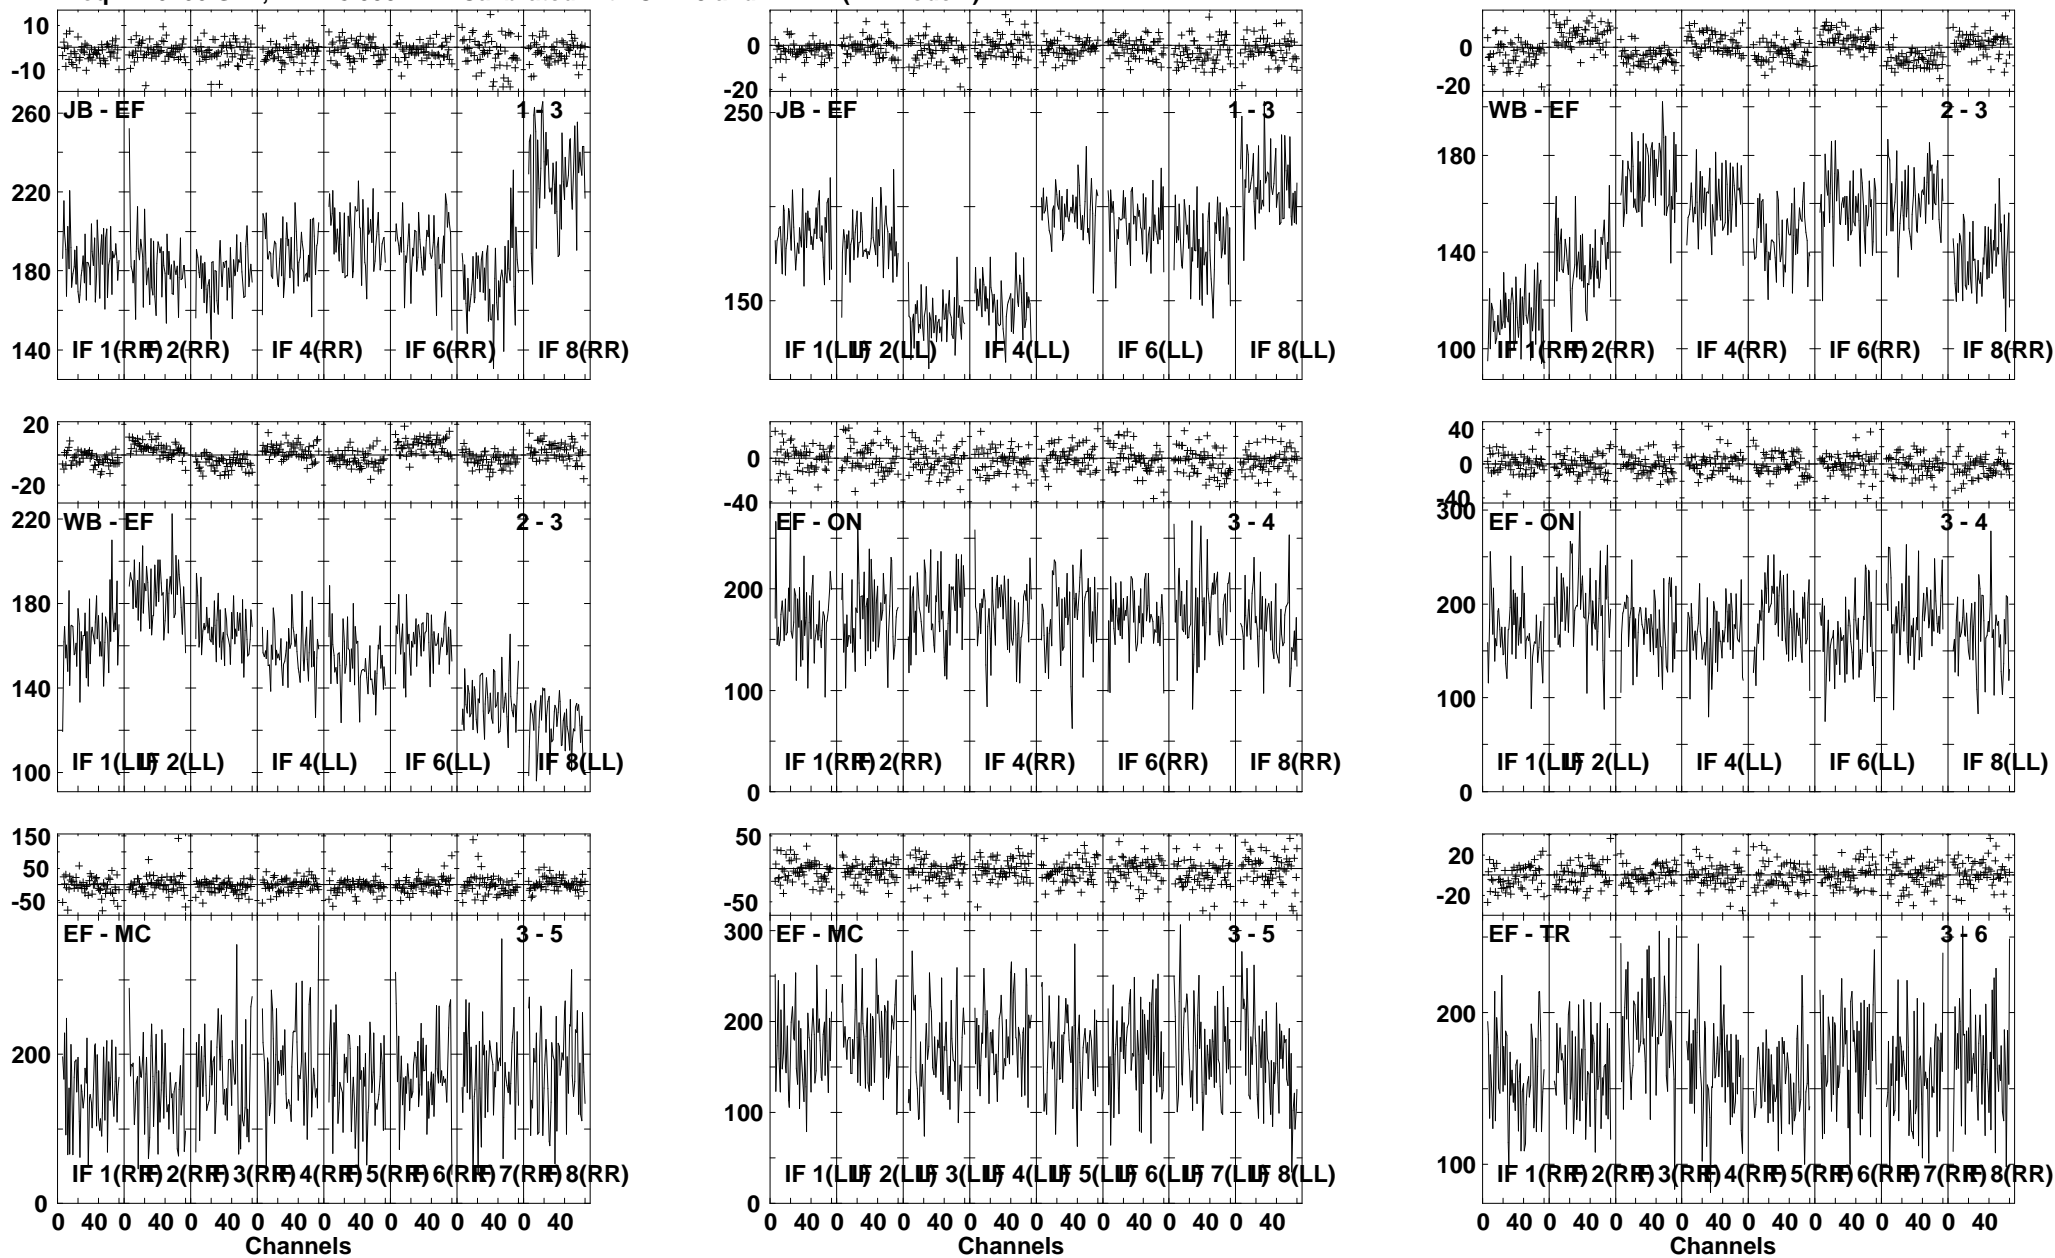 10
-10
JB - EF 1 - 3
260
220
180
140
IF 1(RR) IF 2(RR) IF 4(RR) IF 6(RR) IF 8(RR)
0
-20
JB - EF 1 - 3
250
150
IF 1(LL) IF 2(LL) IF 4(LL) IF 6(LL) IF 8(LL)
0
-20
WB - EF 2 - 3
180
140
100
IF 1(RR) IF 2(RR) IF 4(RR) IF 6(RR) IF 8(RR)
20
-20
WB - EF 2 - 3
220
180
140
100
IF 1(LL) IF 2(LL) IF 4(LL) IF 6(LL) IF 8(LL)
0
-40
EF - ON 3 - 4
200
100
0
IF 1(RR) IF 2(RR) IF 4(RR) IF 6(RR) IF 8(RR)
40
0
-40
EF - ON 3 - 4
300
200
100
0
IF 1(LL) IF 2(LL) IF 4(LL) IF 6(LL) IF 8(LL)
150
50
-50
EF - MC 3 - 5
200
0
IF 1(RR) IF 2(RR) IF 3(RR) IF 4(RR) IF 5(RR) IF 6(RR) IF 7(RR) IF 8(RR)
0 40 0 40 0 40 0 40 0 40 0 40 0 40 0 40
Channels
50
-50
EF - MC 3 - 5
300
200
100
0
IF 1(LL) IF 2(LL) IF 3(LL) IF 4(LL) IF 5(LL) IF 6(LL) IF 7(LL) IF 8(LL)
0 40 0 40 0 40 0 40 0 40 0 40 0 40 0 40
Channels
20
-20
EF - TR 3 - 6
200
100
IF 1(RR) IF 2(RR) IF 3(RR) IF 4(RR) IF 5(RR) IF 6(RR) IF 7(RR) IF 8(RR)
0 40 0 40 0 40 0 40 0 40 0 40 0 40 0 40
Channels